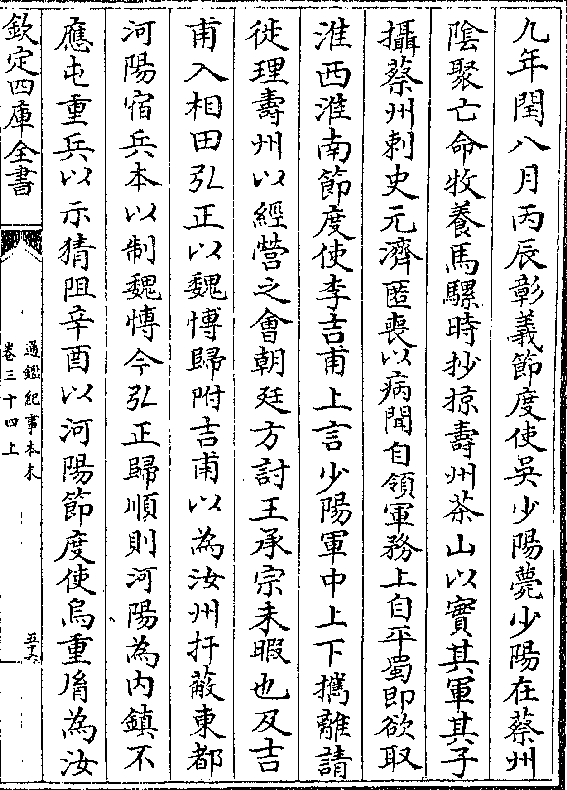 九年閏八月丙辰彰義節度使吳少陽薨少陽在蔡州
陰聚亡命牧養馬騾時抄掠壽州茶山以實其軍其子
攝蔡州刺史元濟匿喪以病聞自領軍務上自平蜀即欲取
淮西淮南節度使李吉甫上言少陽軍中上下攜離請
徙理壽州以經營之會朝廷方討王承宗未暇也及吉
甫入相田弘正以魏愽歸附吉甫以為汝州扞蔽東都
河陽宿兵本以制魏愽今弘正歸順則河陽為内鎮不
應屯重兵以示猜阻辛酉以河陽節度使烏重㣧為汝
欽定四庫全書
通鑑紀事本末
卷三十四上
五十六